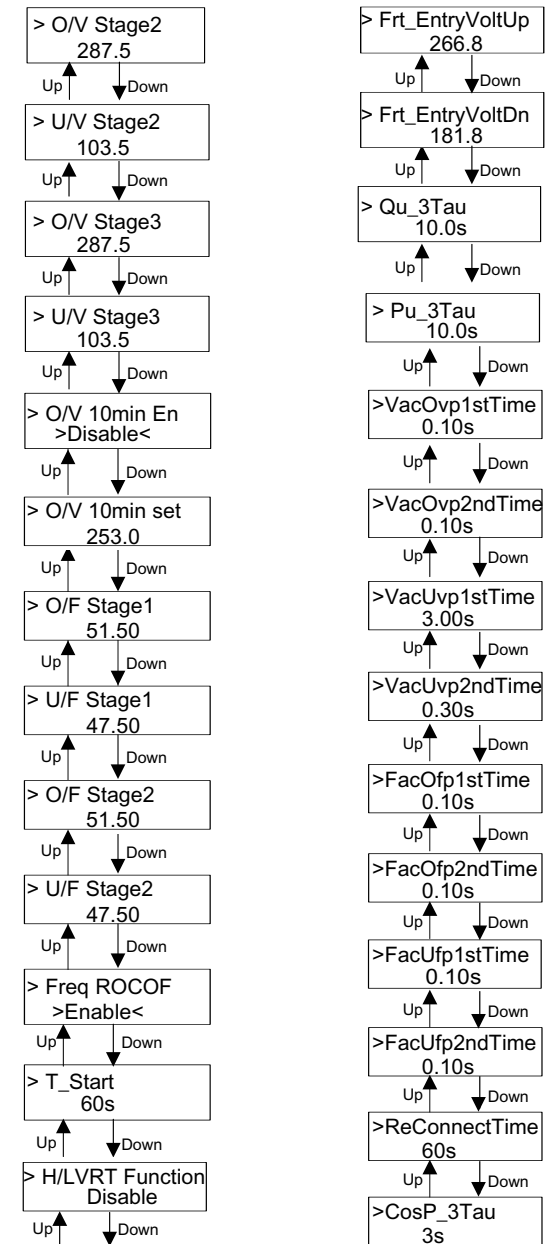 > O/V Stage2
287.5
Up Down
> U/V Stage2
103.5
Up Down
> O/V Stage3
287.5
Up Down
> U/V Stage3
103.5
Up Down
> O/V 10min En
>Disable<
Up Down
> O/V 10min set
253.0
Up Down
> O/F Stage1
51.50
Up Down
> U/F Stage1
47.50
Up Down
> O/F Stage2
51.50
Up Down
> U/F Stage2
47.50
Up Down
> Freq ROCOF
>Enable<
Up Down
> T_Start
60s
Up Down
> H/LVRT Function
Disable
Up Down
> Frt_EntryVoltUp
266.8
Up Down
> Frt_EntryVoltDn
181.8
Up Down
> Qu_3Tau
10.0s
Up Down
> Pu_3Tau
10.0s
Up Down
>VacOvp1stTime
0.10s
Up Down
>VacOvp2ndTime
0.10s
Up Down
>VacUvp1stTime
3.00s
Up Down
>VacUvp2ndTime
0.30s
Up Down
>FacOfp1stTime
0.10s
Up Down
>FacOfp2ndTime
0.10s
Up Down
>FacUfp1stTime
0.10s
Up Down
>FacUfp2ndTime
0.10s
Up Down
>ReConnectTime
60s
Up Down
>CosP_3Tau
3s